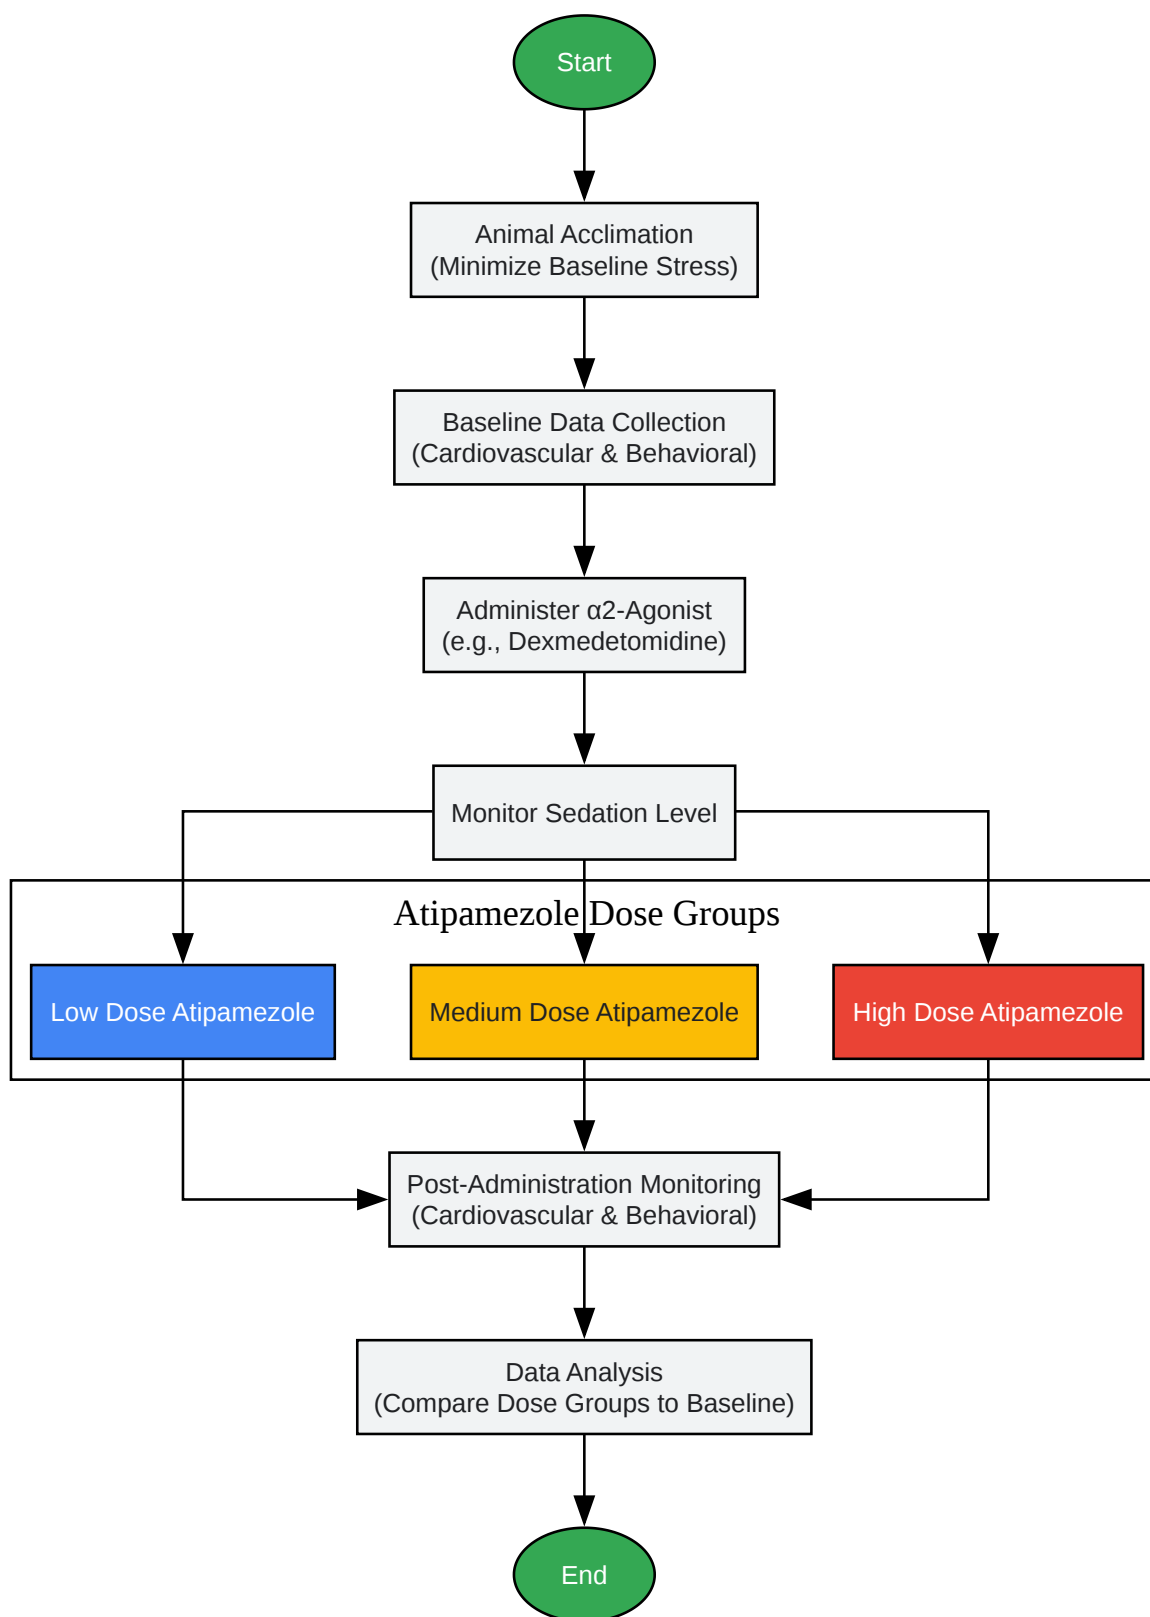 Start
Animal Acclimation
(Minimize Baseline Stress)
Baseline Data Collection
(Cardiovascular & Behavioral)
Administer α2-Agonist
(e.g., Dexmedetomidine)
Monitor Sedation Level
Atipamezole Dose Groups
Low Dose Atipamezole
Medium Dose Atipamezole
High Dose Atipamezole
Post-Administration Monitoring
(Cardiovascular & Behavioral)
Data Analysis
(Compare Dose Groups to Baseline)
End